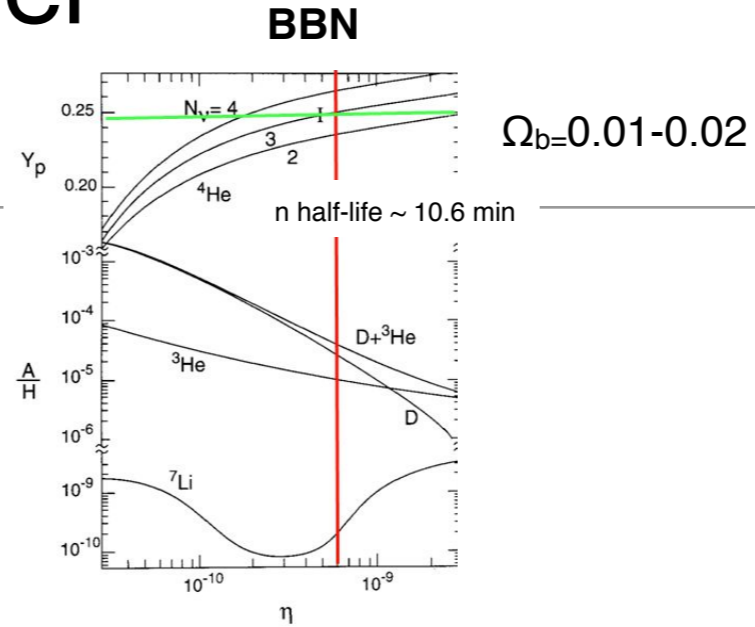 BBN
Nν= 4
0.25
I
3
2
Yp
0.20
⁴He
Ωb=0.01-0.02
n half-life ~ 10.6 min
10⁻³
10⁻⁴
D+³He
A
H
³He
10⁻⁵
D
10⁻⁶
⁷Li
10⁻⁹
10⁻¹⁰
10⁻¹⁰
10⁻⁹
η